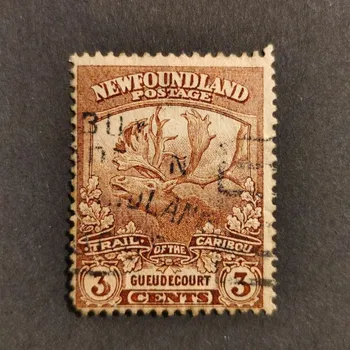 NEWFOUNDLAND
POSTAGE
TRAIL OF THE CARIBOU
GUEUDECOURT
3 CENTS 3